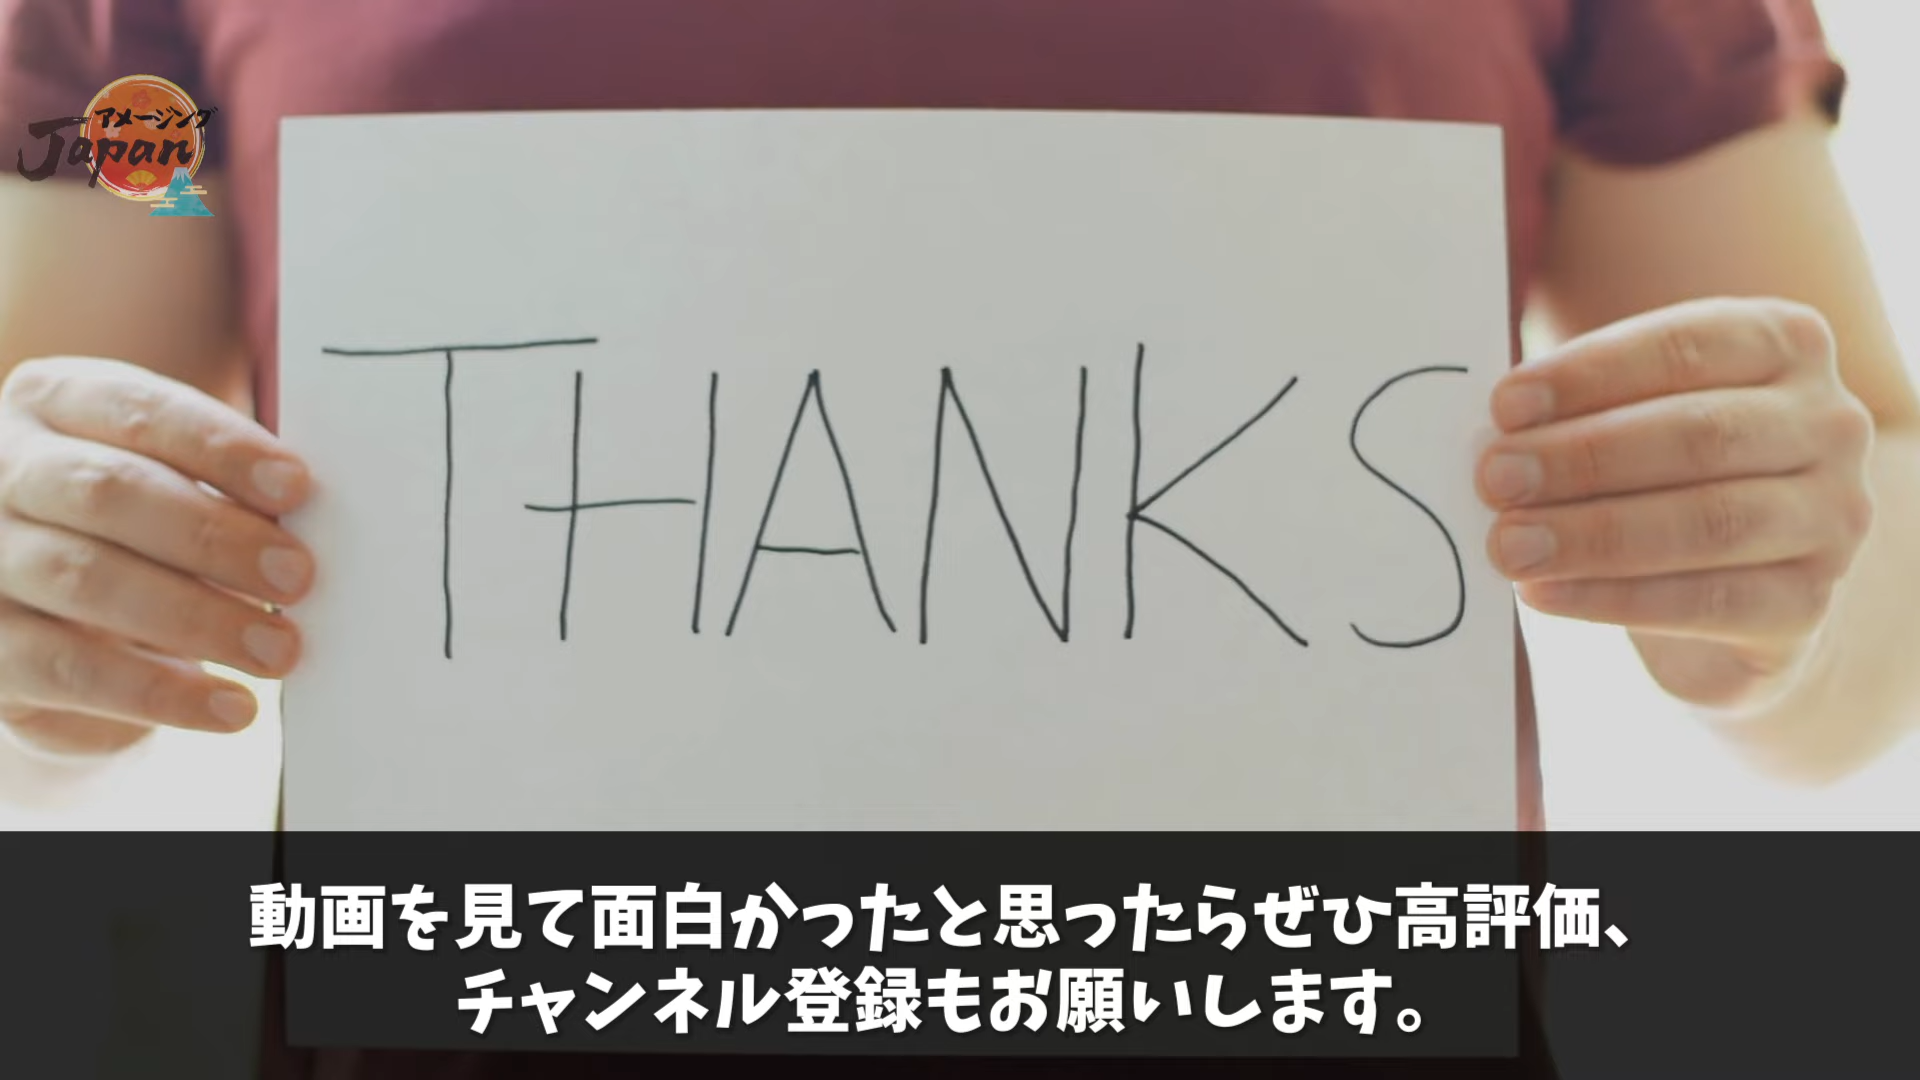 アメージング
Japan
THANKS
動画を見て面白かったと思ったらぜひ高評価、
チャンネル登録もお願いします。